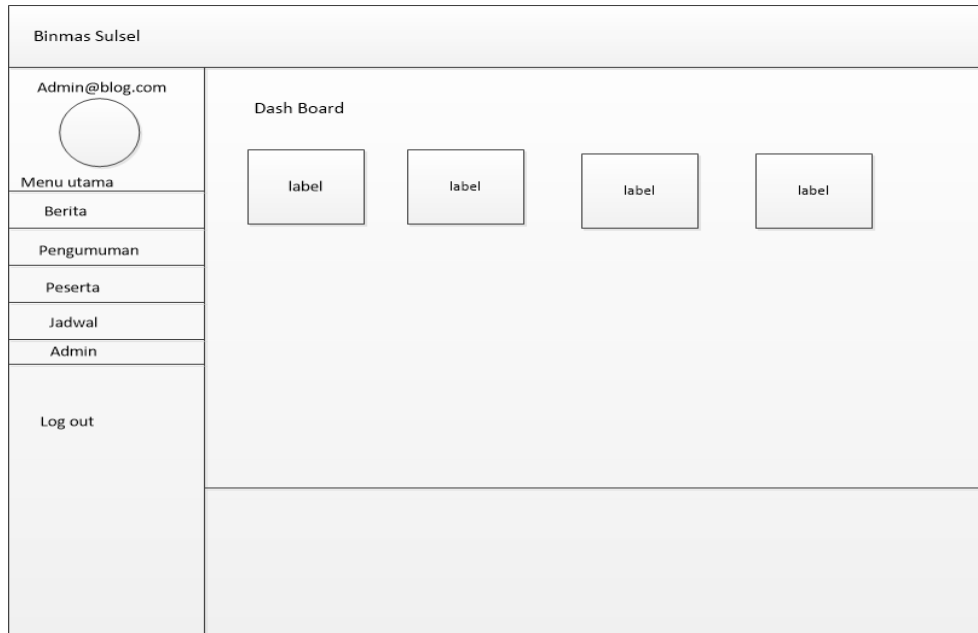 Binmas Sulsel
Admin@blog.com
Menu utama
Berita
Pengumuman
Peserta
Jadwal
Admin
Log out
Dash Board
label
label
label
label